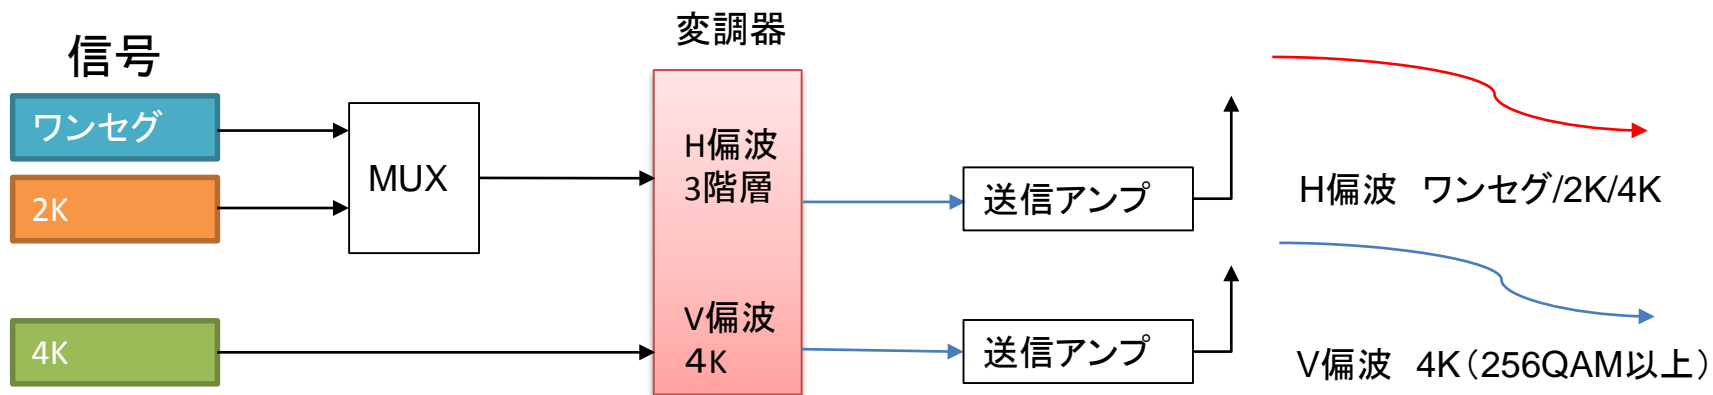 信号
ワンセグ
2K
4K
MUX
変調器
H偏波
3階層
V偏波
4K
送信アンプ
送信アンプ
H偏波　ワンセグ/2K/4K
V偏波　4K（256QAM以上）